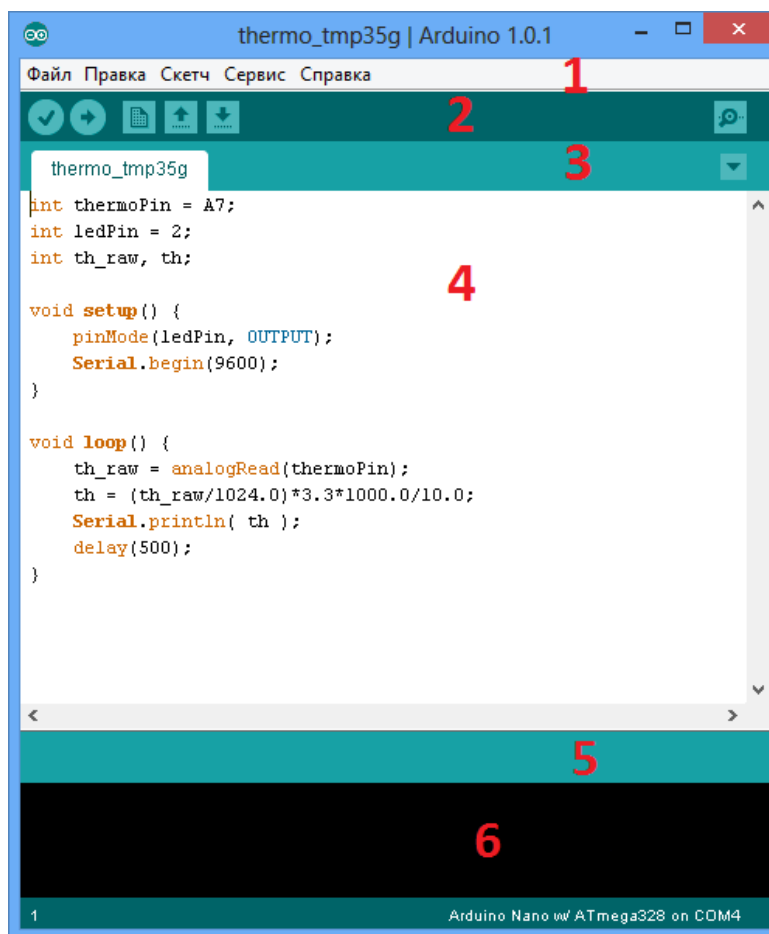 thermo_tmp35g | Arduino 1.0.1
Файл Правка Скетч Сервис Справка
1
2
thermo_tmp35g
3
int thermoPin = A7;
int ledPin = 2;
int th_raw, th;
4
void setup() {
    pinMode(ledPin, OUTPUT);
    Serial.begin(9600);
}
void loop() {
    th_raw = analogRead(thermoPin);
    th = (th_raw/1024.0)*3.3*1000.0/10.0;
    Serial.println( th );
    delay(500);
}
5
6
1 Arduino Nano w/ ATmega328 on COM4